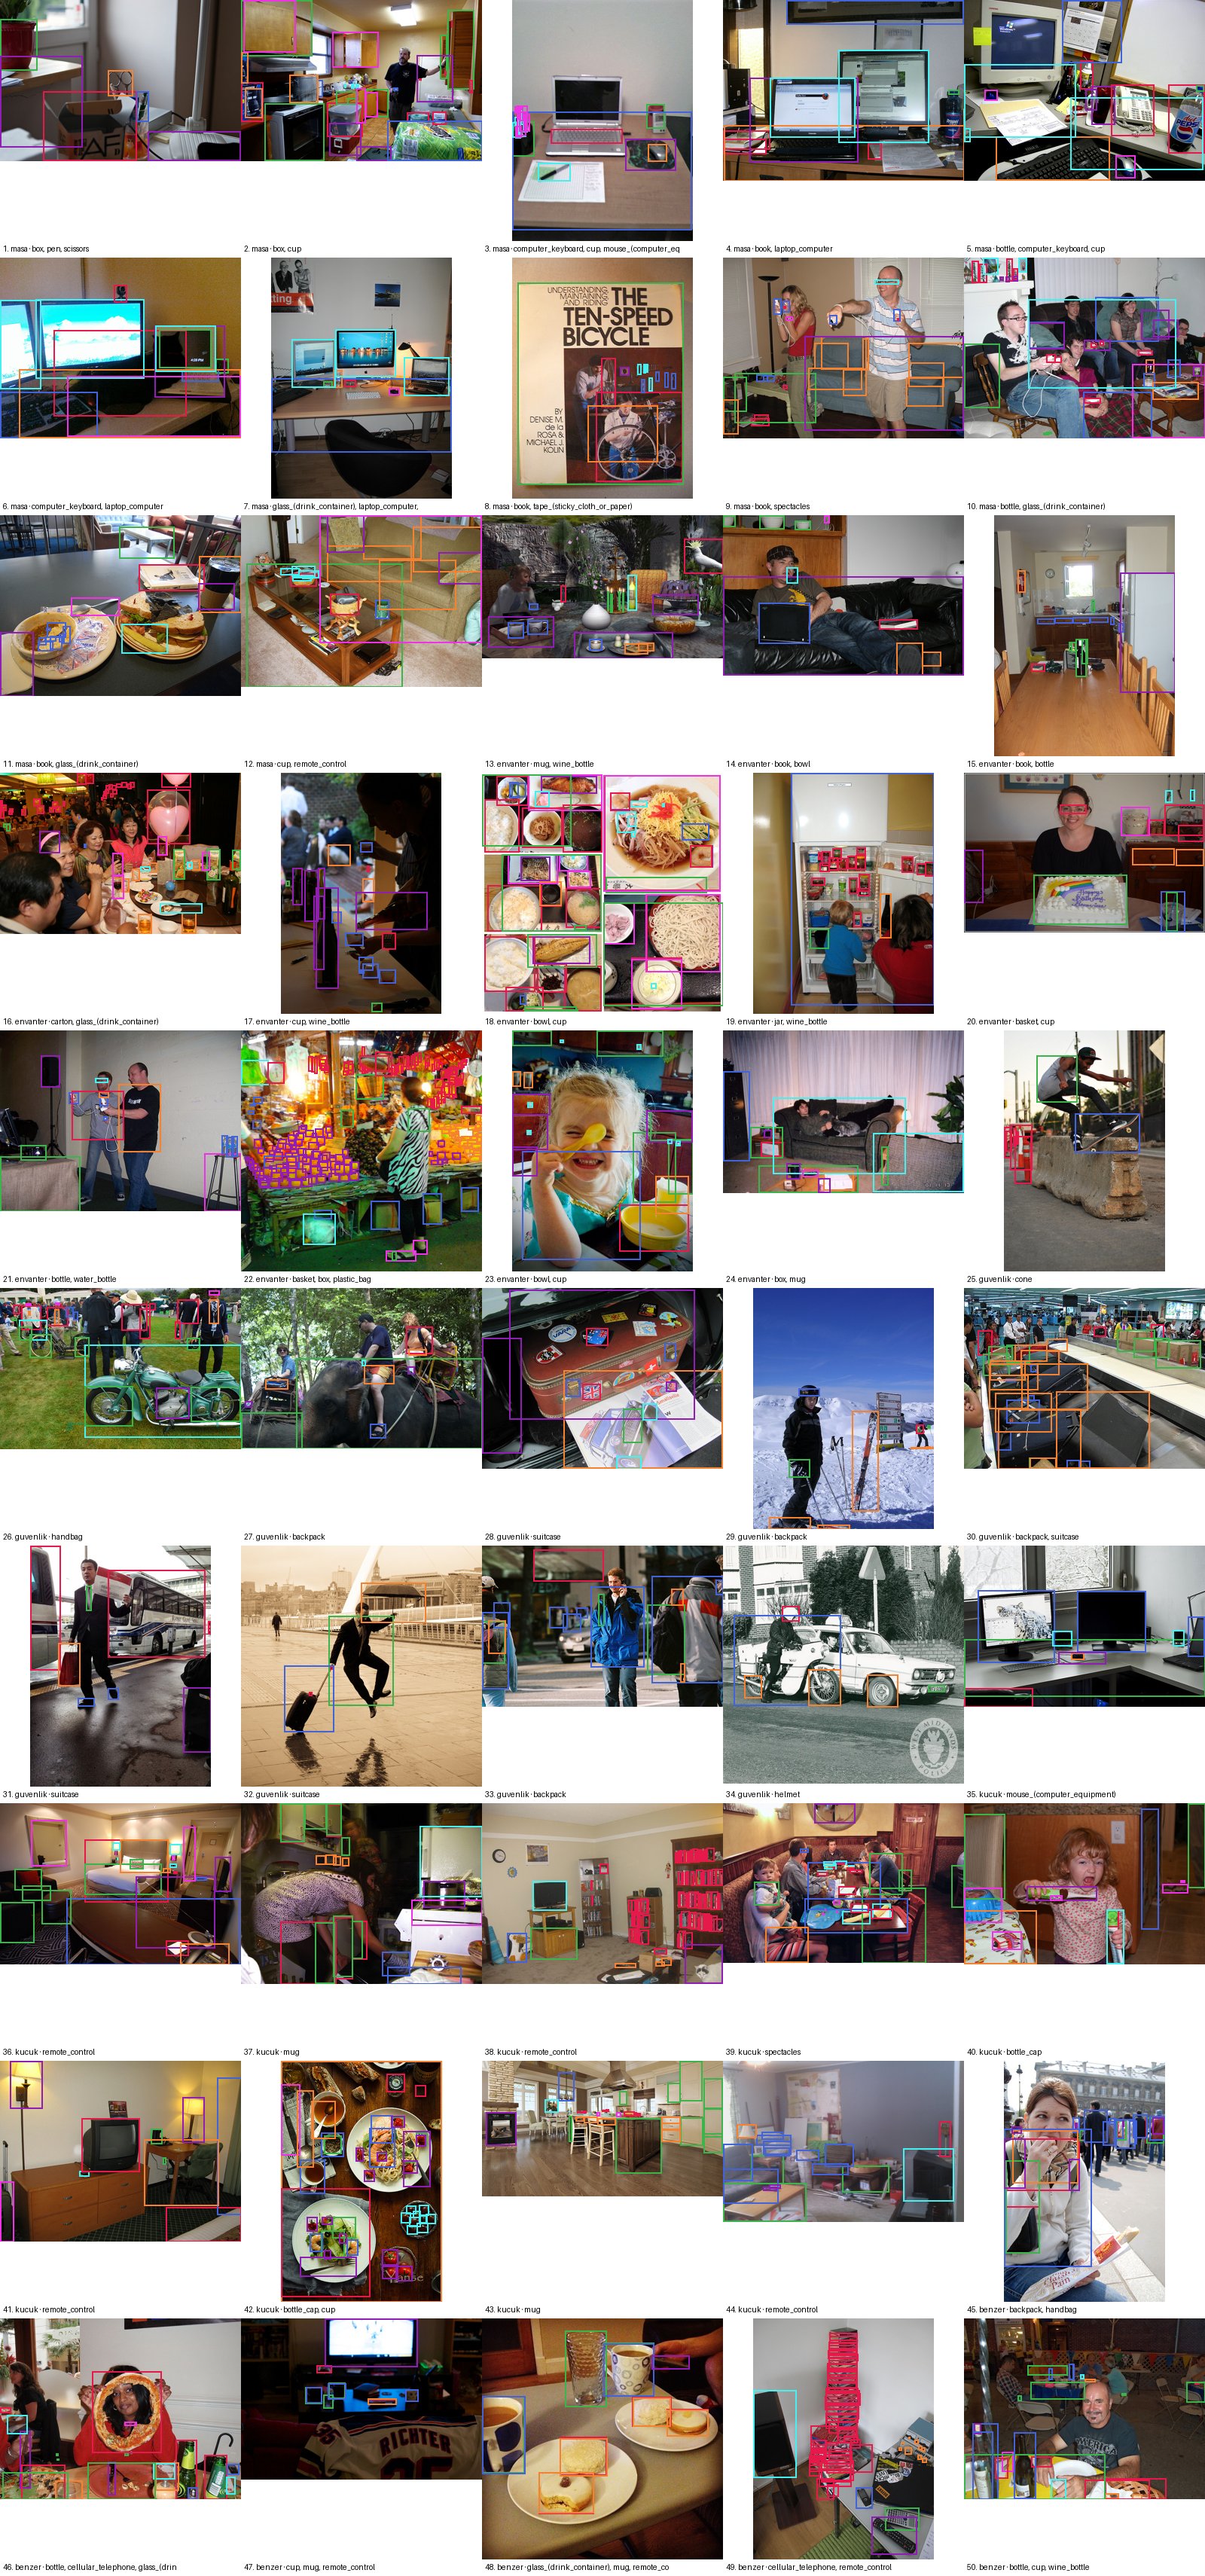 1. masa · box, pen, scissors
2. masa · box, cup
3. masa · computer_keyboard, cup, mouse_(computer_eq
4. masa · book, laptop_computer
5. masa · bottle, computer_keyboard, cup
UNDERSTANDING,
MAINTAINING,
AND RIDING THE
TEN-SPEED
BICYCLE
BY
DENISE M.
de la
ROSA &
MICHAEL J.
KOLIN
6. masa · computer_keyboard, laptop_computer
7. masa · glass_(drink_container), laptop_computer,
8. masa · book, tape_(sticky_cloth_or_paper)
9. masa · book, spectacles
10. masa · bottle, glass_(drink_container)
11. masa · book, glass_(drink_container)
12. masa · cup, remote_control
13. envanter · mug, wine_bottle
14. envanter · book, bowl
15. envanter · book, bottle
16. envanter · carton, glass_(drink_container)
17. envanter · cup, wine_bottle
18. envanter · bowl, cup
19. envanter · jar, wine_bottle
20. envanter · basket, cup
21. envanter · bottle, water_bottle
22. envanter · basket, box, plastic_bag
23. envanter · bowl, cup
24. envanter · box, mug
25. guvenlik · cone
26. guvenlik · handbag
27. guvenlik · backpack
28. guvenlik · suitcase
29. guvenlik · backpack
30. guvenlik · backpack, suitcase
31. guvenlik · suitcase
32. guvenlik · suitcase
33. guvenlik · backpack
34. guvenlik · helmet
35. kucuk · mouse_(computer_equipment)
36. kucuk · remote_control
37. kucuk · mug
38. kucuk · remote_control
39. kucuk · spectacles
40. kucuk · bottle_cap
41. kucuk · remote_control
42. kucuk · bottle_cap, cup
43. kucuk · mug
44. kucuk · remote_control
45. benzer · backpack, handbag
RICHTER
46. benzer · bottle, cellular_telephone, glass_(drin
47. benzer · cup, mug, remote_control
48. benzer · glass_(drink_container), mug, remote_co
49. benzer · cellular_telephone, remote_control
50. benzer · bottle, cup, wine_bottle